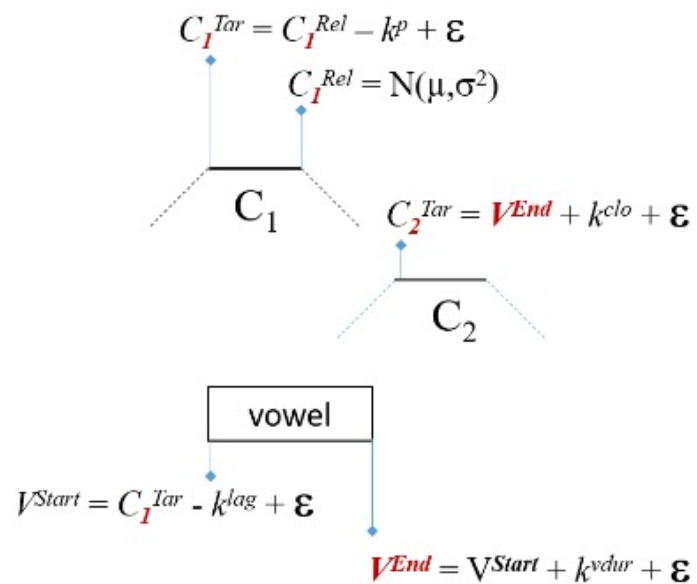 C₁ᵀᵃʳ = C₁ᴿᵉˡ – kᵖ + ε
C₁ᴿᵉˡ = N(μ,σ²)
C₁
C₂ᵀᵃʳ = Vᴱⁿᵈ + kᶜˡᵒ + ε
C₂
vowel
Vˢᵗᵃʳᵗ = C₁ᵀᵃʳ - kˡᵃᵍ + ε
Vᴱⁿᵈ = Vˢᵗᵃʳᵗ + kᵛᵈᵘʳ + ε